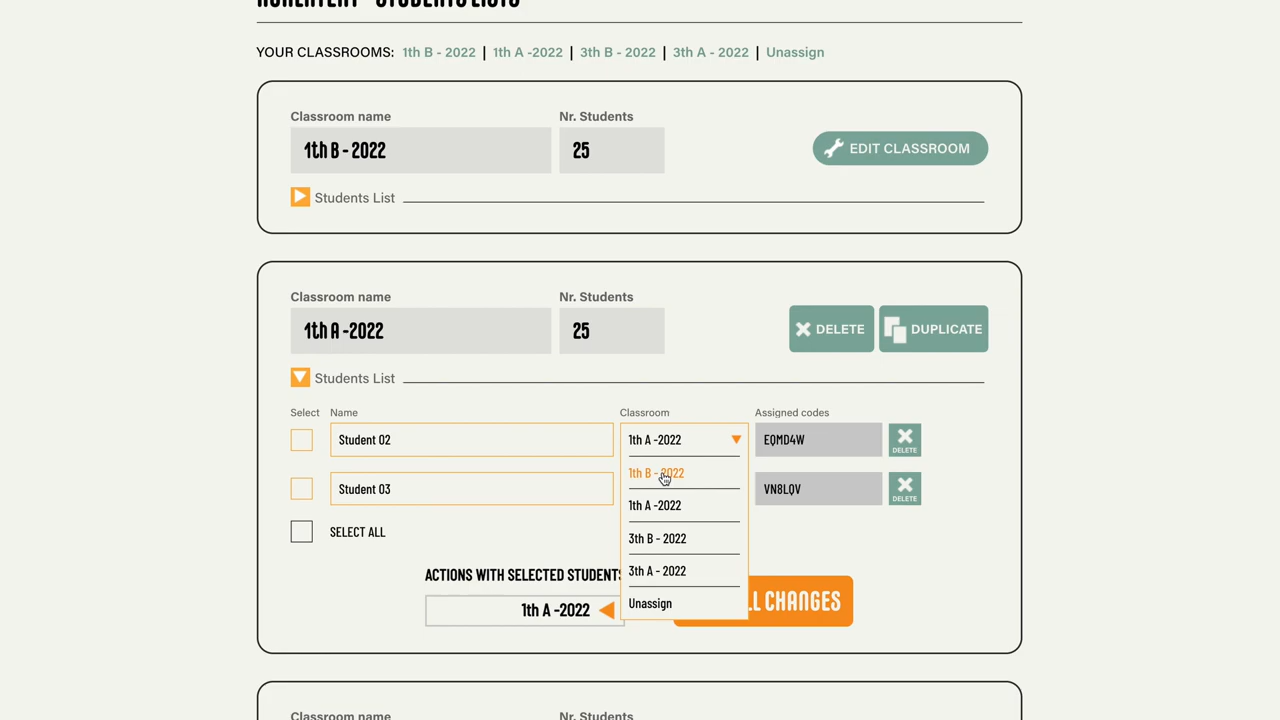 YOUR CLASSROOMS: 1th B - 2022 | 1th A -2022 | 3th B - 2022 | 3th A - 2022 | Unassign
Classroom name Nr. Students
1th B - 2022 25 EDIT CLASSROOM
Students List
Classroom name Nr. Students
1th A -2022 25 DELETE DUPLICATE
Students List
Select Name Classroom Assigned codes
Student 02 1th A -2022 EQMD4W DELETE
1th B - 2022
Student 03 VN8LQV DELETE
1th A -2022
SELECT ALL 3th B - 2022
ACTIONS WITH SELECTED STUDENTS 3th A - 2022
1th A -2022 Unassign CHANGES
Classroom name Nr. Students